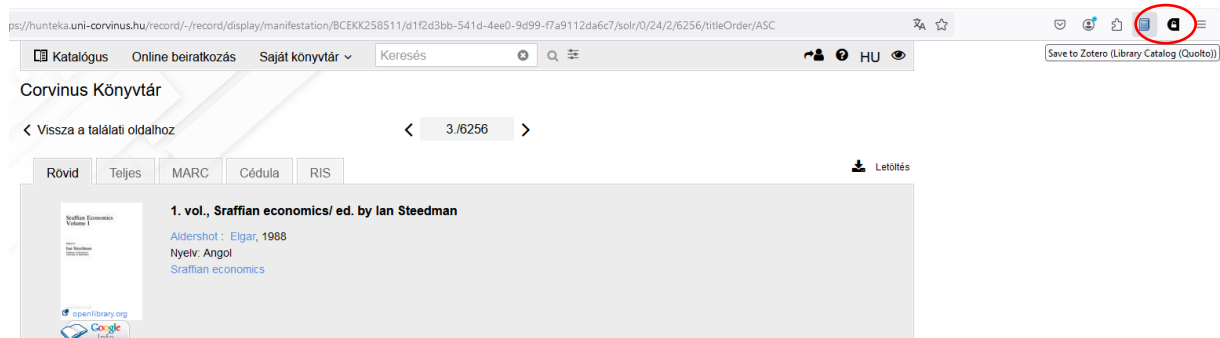 ps://hunteka.uni-corvinus.hu/record/-/record/display/manifestation/BCEKK258511/d1f2d3bb-541d-4ee0-9d99-f7a9112da6c7/solr/0/24/2/6256/titleOrder/ASC
Save to Zotero (Library Catalog (Quolto))
Katalógus Online beiratkozás Saját könyvtár Keresés HU
Corvinus Könyvtár
Vissza a találati oldalhoz 3./6256
Rövid Teljes MARC Cédula RIS Letöltés
Sraffian Economics
Volume I
Ian Steedman
1. vol., Sraffian economics/ ed. by Ian Steedman
Aldershot : Elgar, 1988
Nyelv: Angol
Sraffian economics
openlibrary.org
Google